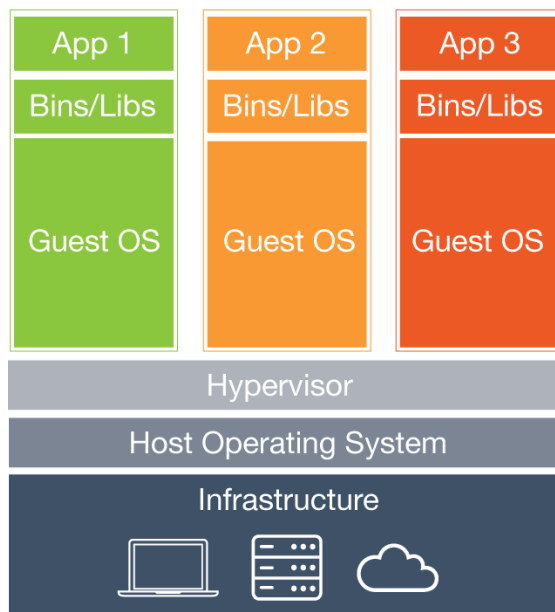 App 1
App 2
App 3
Bins/Libs
Bins/Libs
Bins/Libs
Guest OS
Guest OS
Guest OS
Hypervisor
Host Operating System
Infrastructure